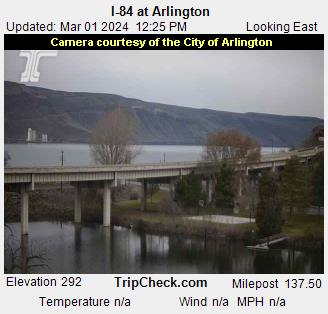 I-84 at Arlington
Updated: Mar 01 2024 12:25 PM Looking East
Camera courtesy of the City of Arlington
Elevation 292 TripCheck.com Milepost 137.50
Temperature n/a Wind n/a MPH n/a